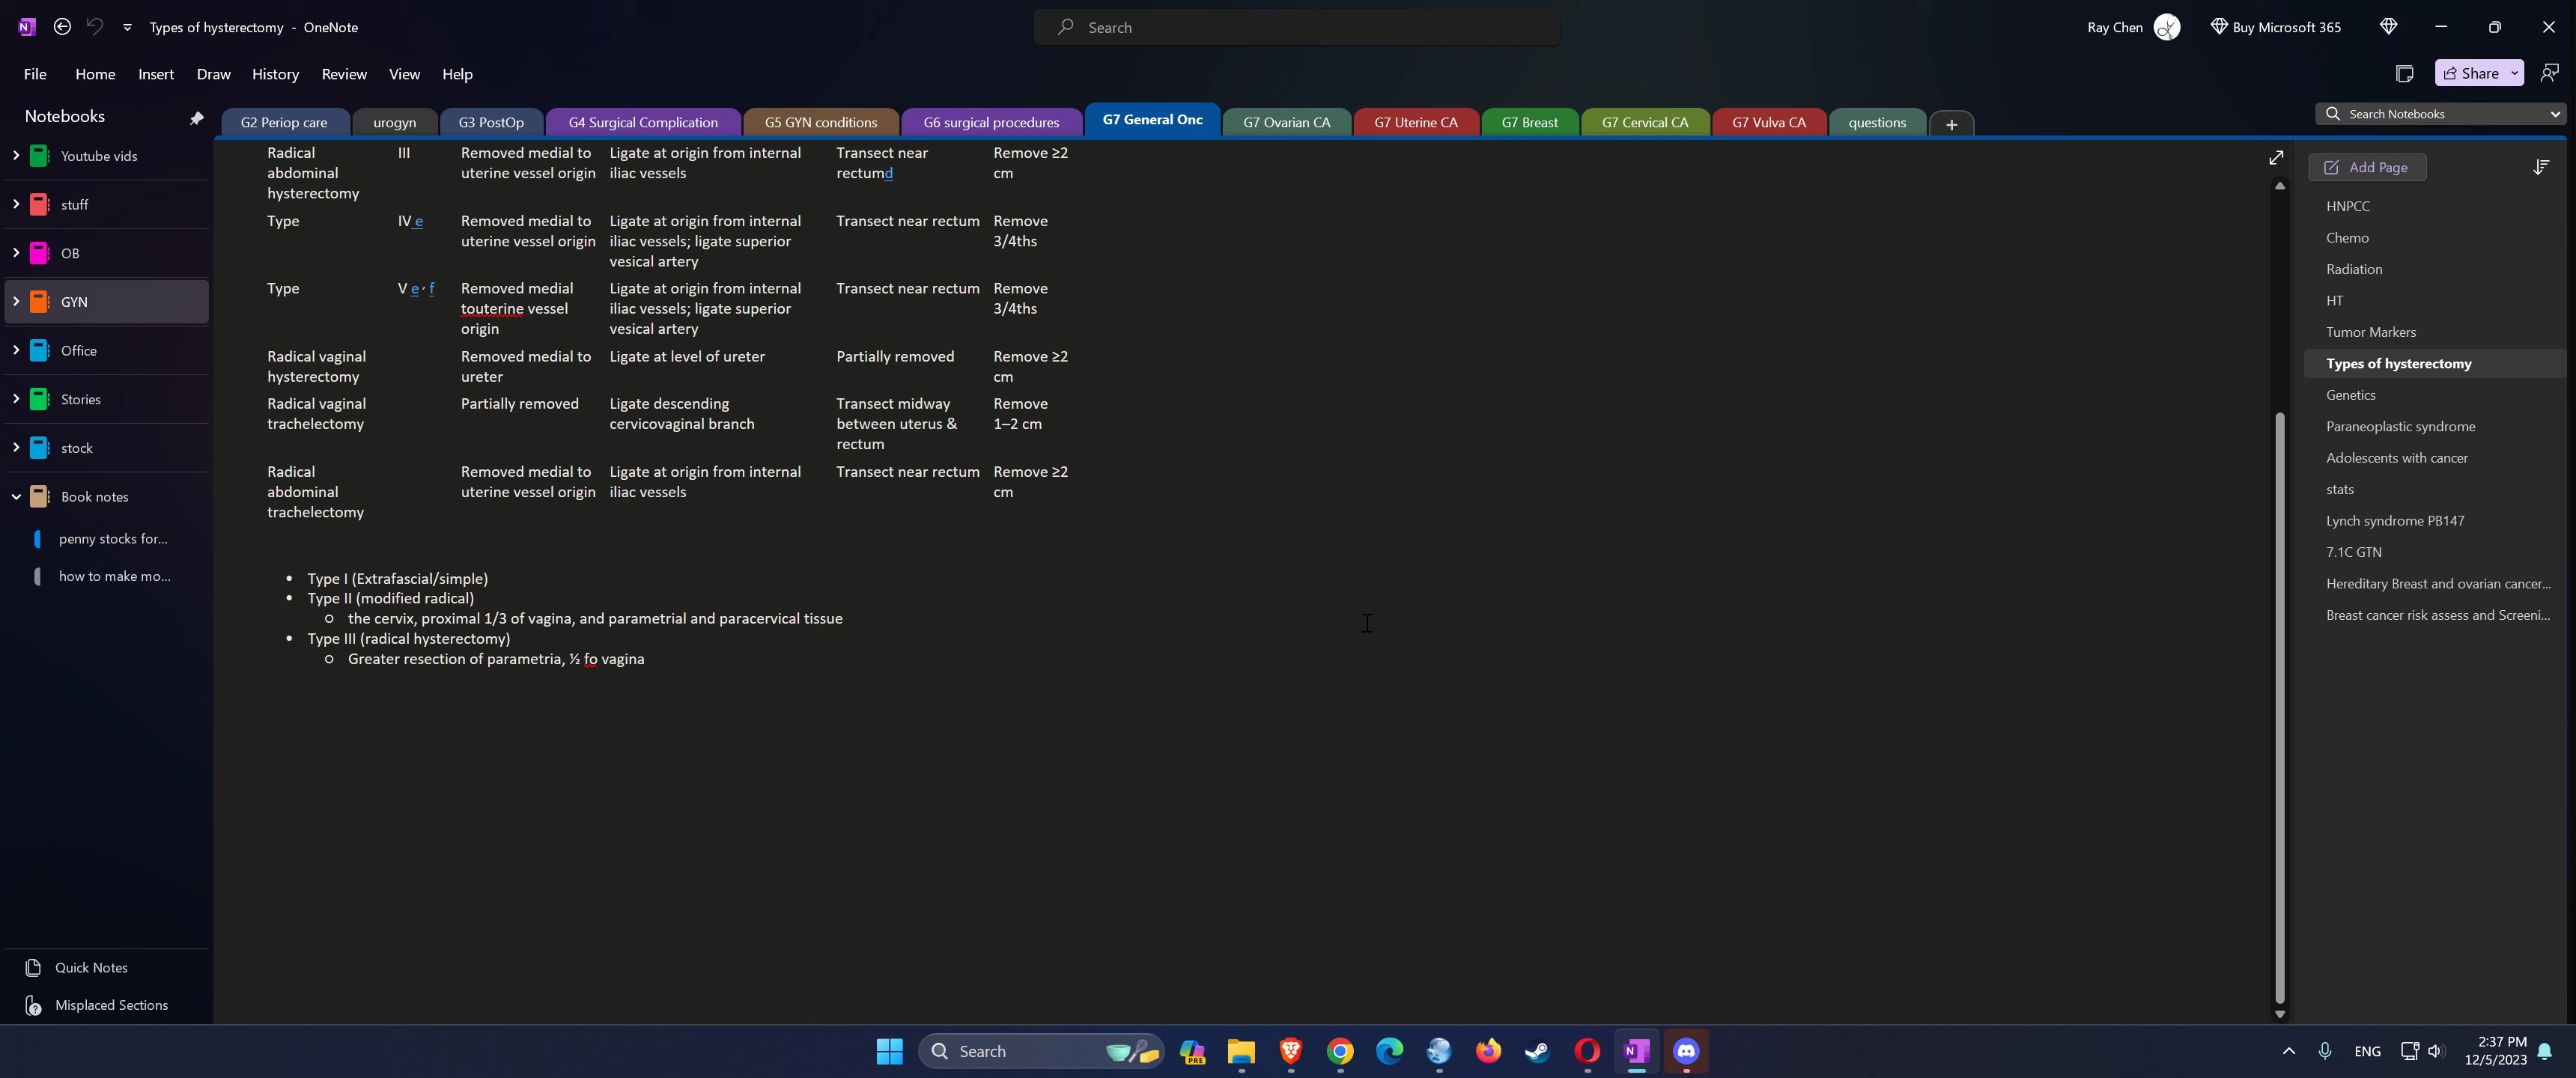 Types of hysterectomy - OneNote
Search
Ray Chen
Buy Microsoft 365
File Home Insert Draw History Review View Help
Share
Notebooks
G2 Periop care urogyn G3 PostOp G4 Surgical Complication G5 GYN conditions G6 surgical procedures G7 General Onc G7 Ovarian CA G7 Uterine CA G7 Breast G7 Cervical CA G7 Vulva CA questions +
Search Notebooks
Youtube vids
stuff
OB
GYN
Office
Stories
stock
Book notes
penny stocks for...
how to make mo...
Quick Notes
Misplaced Sections
Radical III Removed medial to Ligate at origin from internal Transect near Remove ≥2
abdominal uterine vessel origin iliac vessels rectumd cm
hysterectomy
Type IV e Removed medial to Ligate at origin from internal Transect near rectum Remove
uterine vessel origin iliac vessels; ligate superior 3/4ths
vesical artery
Type V e, f Removed medial Ligate at origin from internal Transect near rectum Remove
touterine vessel iliac vessels; ligate superior 3/4ths
origin vesical artery
Radical vaginal Removed medial to Ligate at level of ureter Partially removed Remove ≥2
hysterectomy ureter cm
Radical vaginal Partially removed Ligate descending Transect midway Remove
trachelectomy cervicovaginal branch between uterus & 1–2 cm
rectum
Radical Removed medial to Ligate at origin from internal Transect near rectum Remove ≥2
abdominal uterine vessel origin iliac vessels cm
trachelectomy
• Type I (Extrafascial/simple)
• Type II (modified radical)
○ the cervix, proximal 1/3 of vagina, and parametrial and paracervical tissue
• Type III (radical hysterectomy)
○ Greater resection of parametria, ½ fo vagina
Add Page
HNPCC
Chemo
Radiation
HT
Tumor Markers
Types of hysterectomy
Genetics
Paraneoplastic syndrome
Adolescents with cancer
stats
Lynch syndrome PB147
7.1C GTN
Hereditary Breast and ovarian cancer...
Breast cancer risk assess and Screeni...
Search
PRE
ENG
2:37 PM
12/5/2023